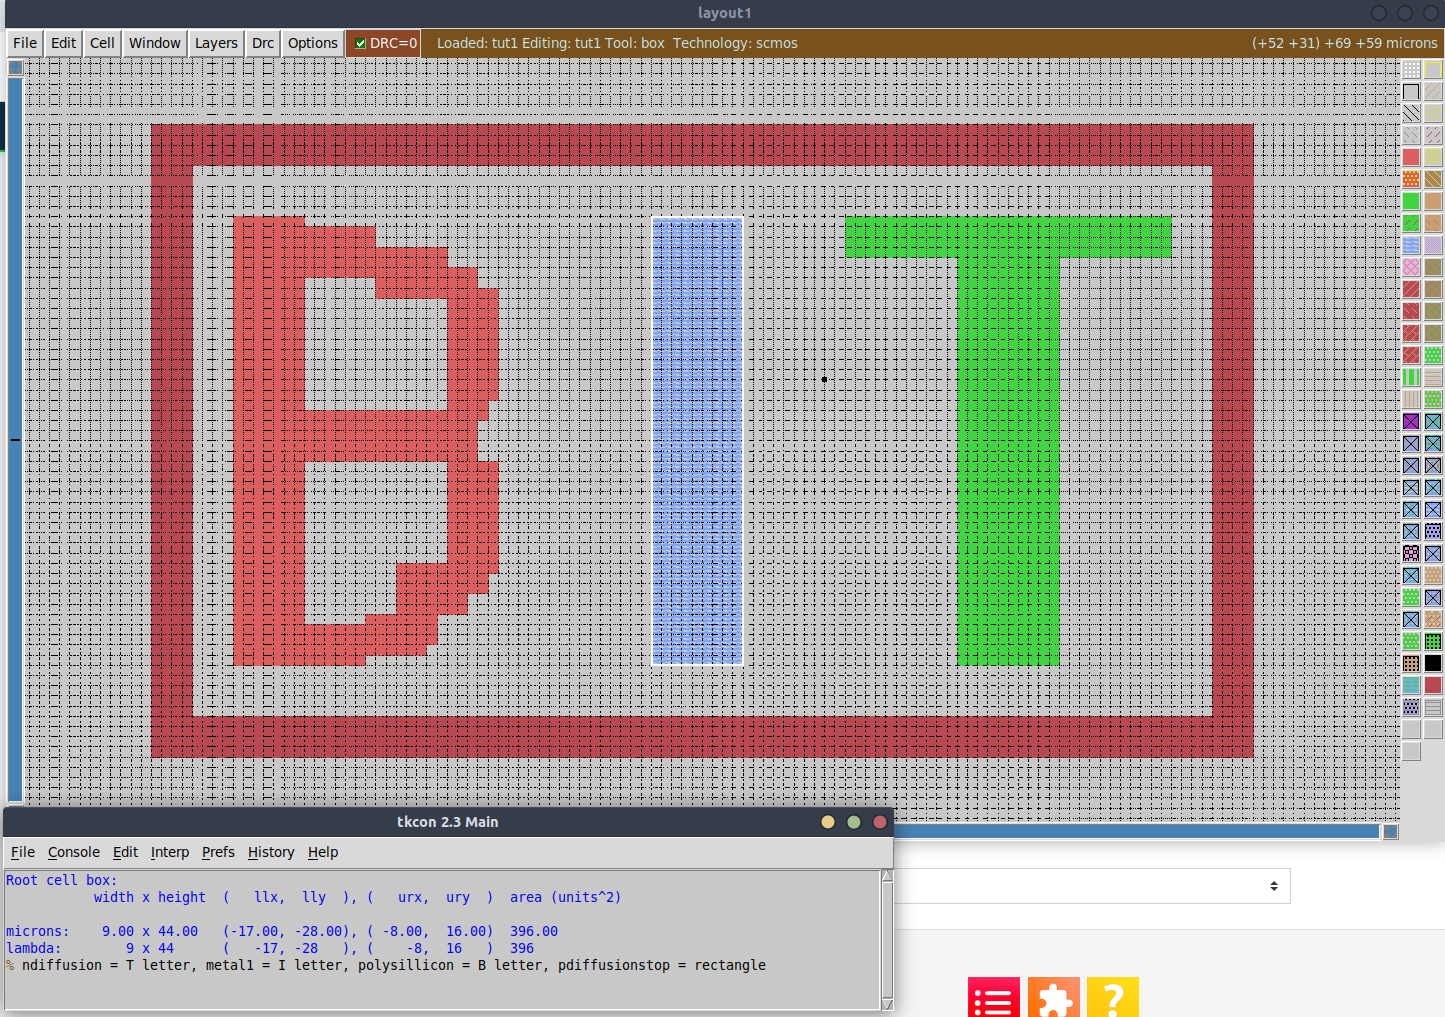 layout1
File Edit Cell Window Layers Drc Options DRC=0 Loaded: tut1 Editing: tut1 Tool: box Technology: scmos (+52 +31) +69 +59 microns
BIT
tkcon 2.3 Main
File Console Edit Interp Prefs History Help
Root cell box:
width x height ( llx, lly ), ( urx, ury ) area (units^2)
microns: 9.00 x 44.00 (-17.00, -28.00), ( -8.00, 16.00) 396.00
lambda: 9 x 44 ( -17, -28 ), ( -8, 16 ) 396
% ndiffusion = T letter, metal1 = I letter, polysillicon = B letter, pdiffusionstop = rectangle
?